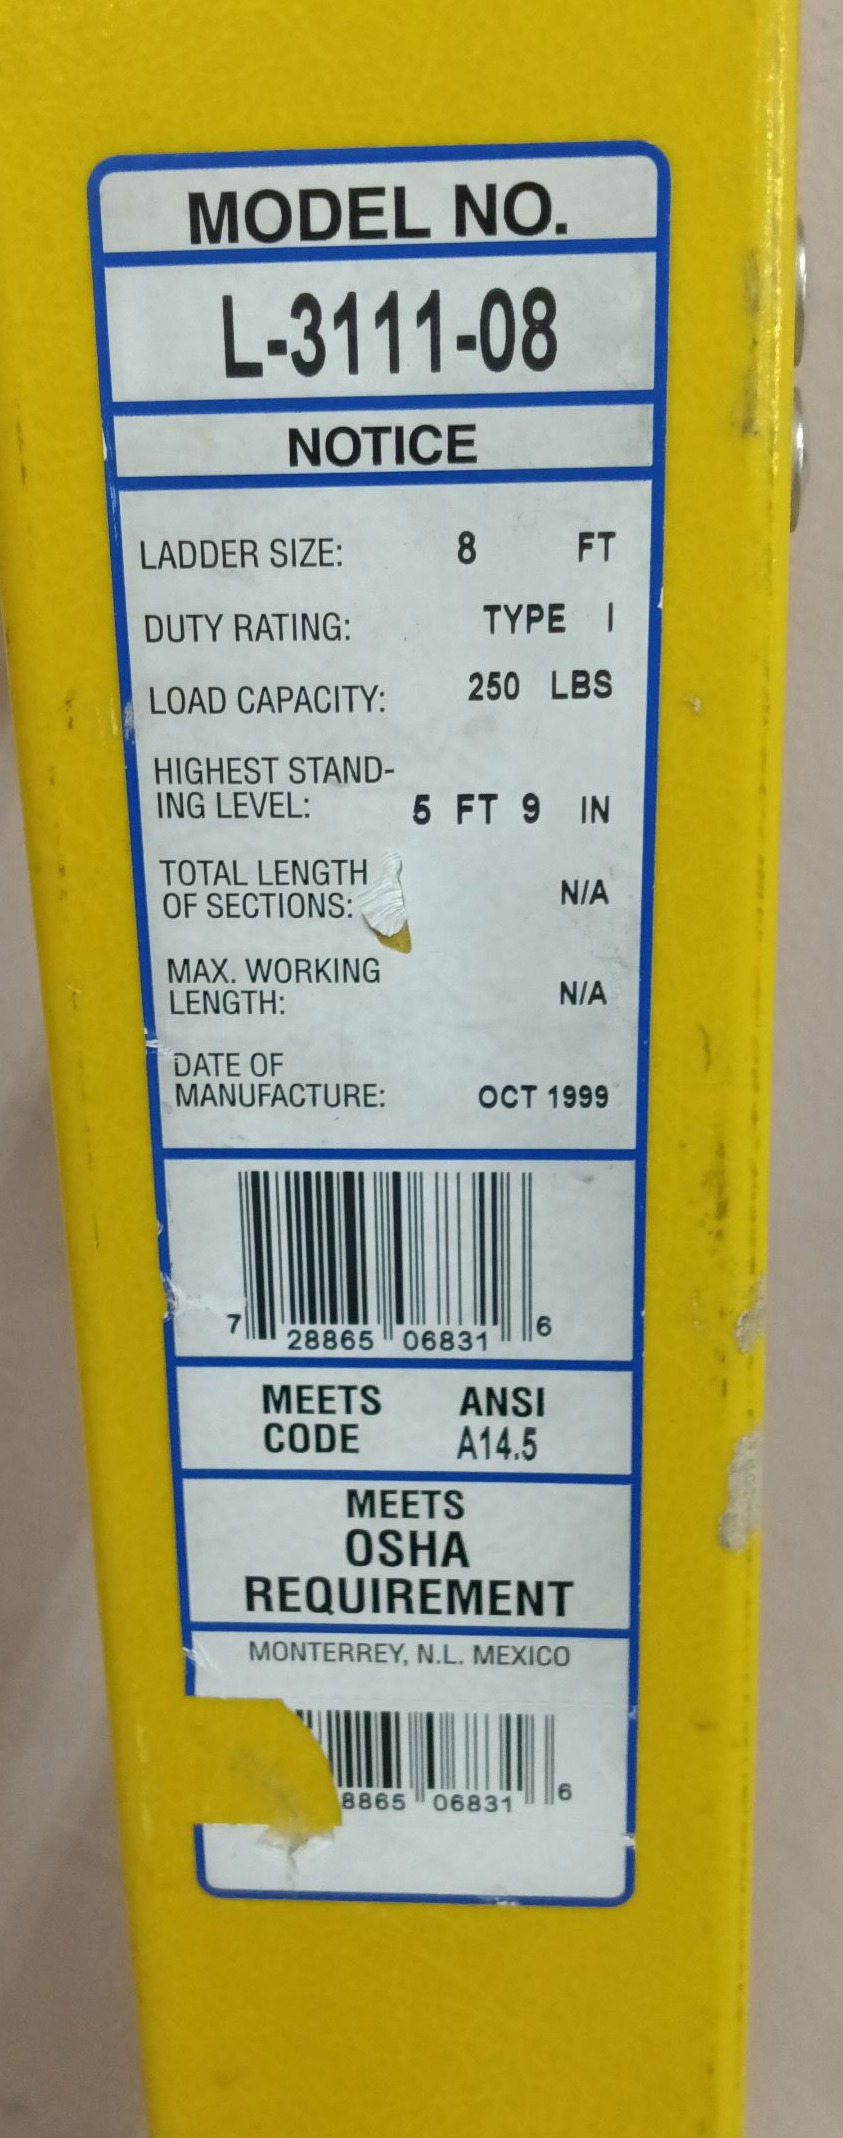 MODEL NO.
L-3111-08
NOTICE
LADDER SIZE: 8 FT
DUTY RATING: TYPE I
LOAD CAPACITY: 250 LBS
HIGHEST STAND-
ING LEVEL: 5 FT 9 IN
TOTAL LENGTH
OF SECTIONS: N/A
MAX. WORKING
LENGTH: N/A
DATE OF
MANUFACTURE: OCT 1999
7 28865 06831 6
MEETS ANSI
CODE A14.5
MEETS
OSHA
REQUIREMENT
MONTERREY, N.L. MEXICO
8865 06831 6